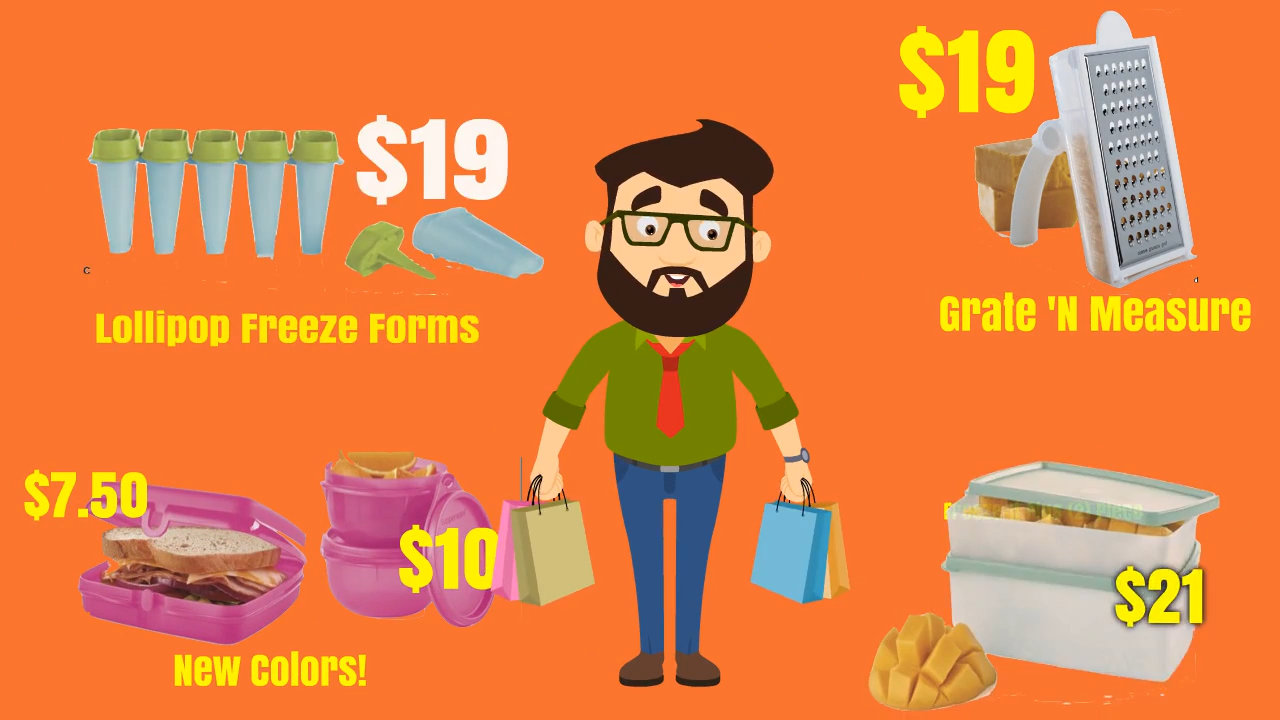 $19
$19
c
d
Grate 'N Measure
Lollipop Freeze Forms
$7.50
$10
$21
New Colors!